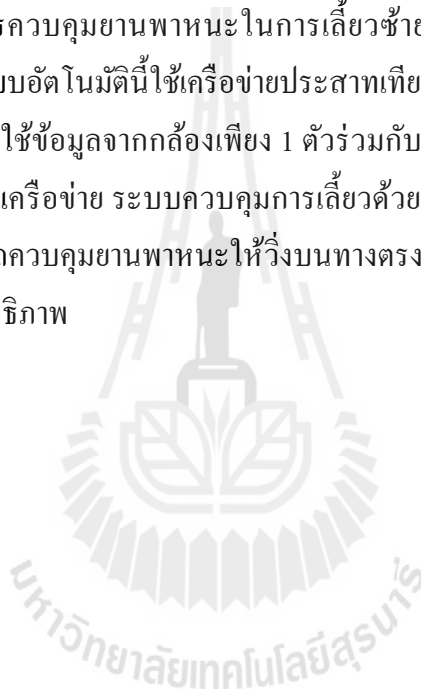 รควบคุมยานพาหนะในการเลี้ยวซ้าย
บบอัตโนมัตินี้ใช้เครือข่ายประสาทเทีย
ใช้ข้อมูลจากกล้องเพียง 1 ตัวร่วมกับ
เครือข่าย ระบบควบคุมการเลี้ยวด้วย
ลควบคุมยานพาหนะให้วิ่งบนทางตรง
ธิภาพ
มหาวิทยาลัยเทคโนโลยีสุรนารี